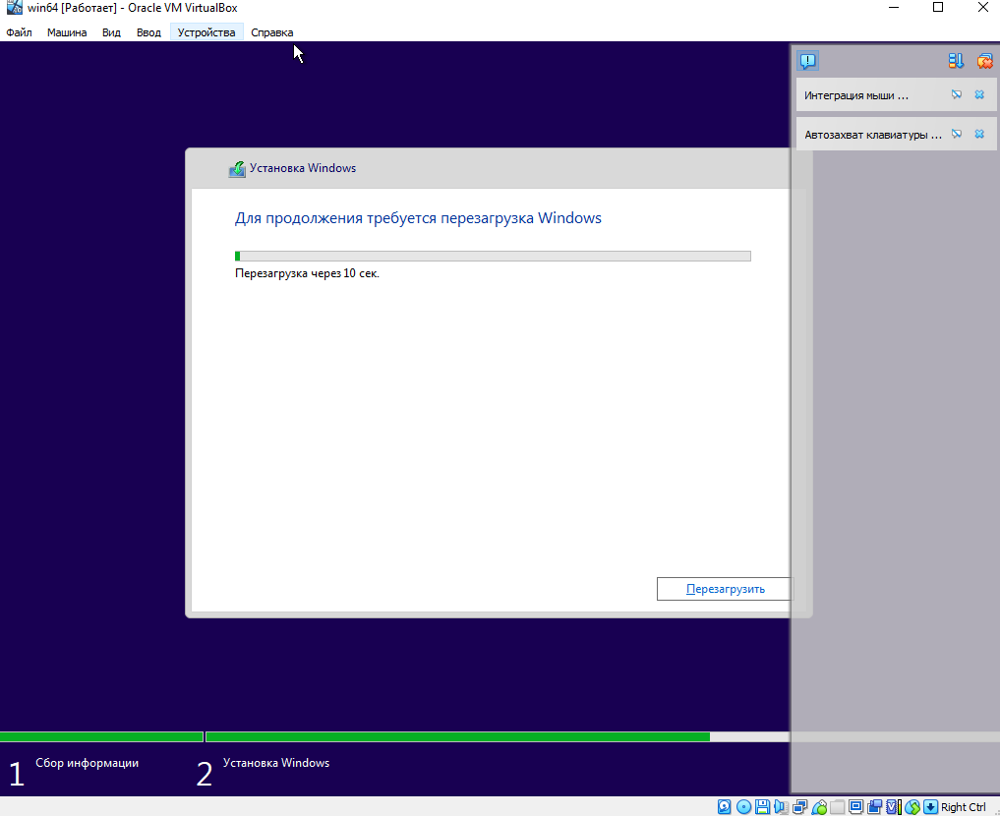 win64 [Работает] - Oracle VM VirtualBox
Файл Машина Вид Ввод Устройства Справка
Интеграция мыши ...
Автозахват клавиатуры ...
Установка Windows
Для продолжения требуется перезагрузка Windows
Перезагрузка через 10 сек.
Перезагрузить
1 Сбор информации 2 Установка Windows
Right Ctrl